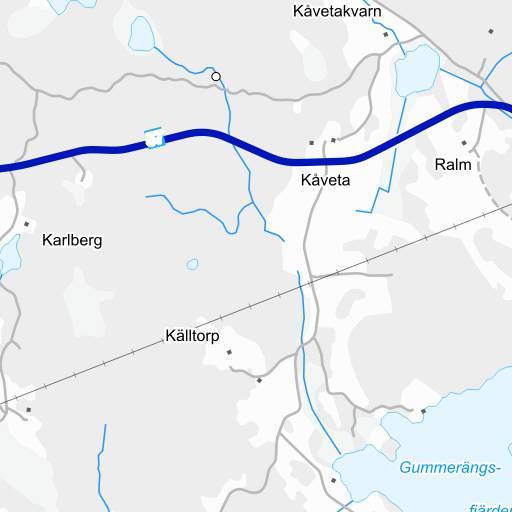 Kåvetakvarn
Ralm
Kåveta
Karlberg
Källtorp
Gummerängs-
fjärden